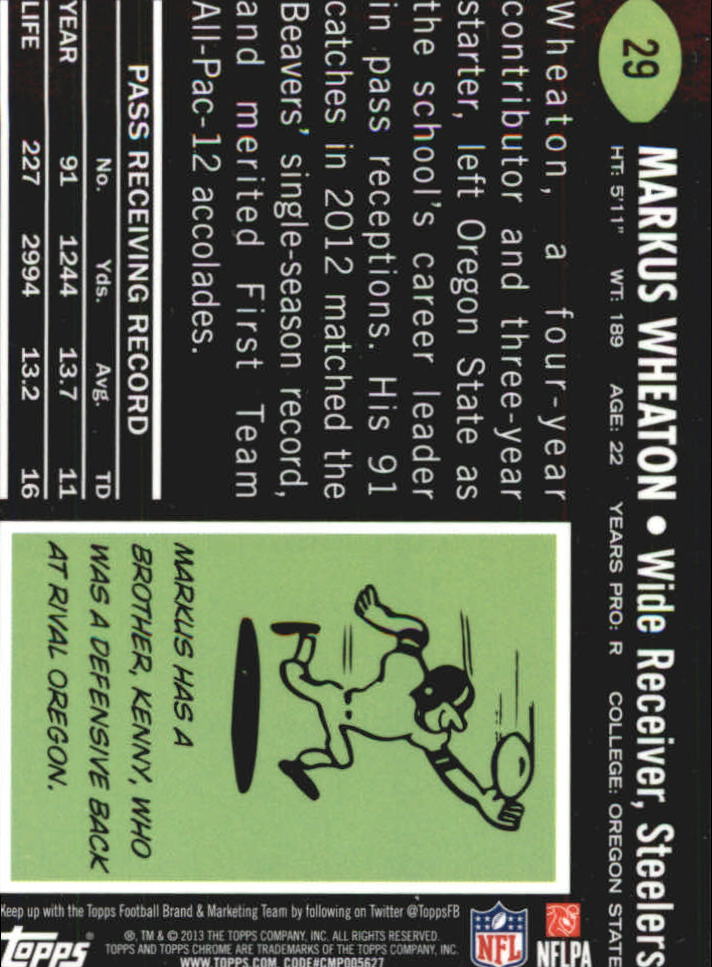 29
MARKUS WHEATON • Wide Receiver, Steelers
HT: 5'11" WT: 189 AGE: 22 YEARS PRO: R COLLEGE: OREGON STATE
Wheaton, a four-year
contributor and three-year
starter, left Oregon State as
the school's career leader
in pass receptions. His 91
catches in 2012 matched the
Beavers' single-season record,
and merited First Team
All-Pac-12 accolades.
PASS RECEIVING RECORD
No. Yds. Avg. TD
YEAR 91 1244 13.7 11
LIFE 227 2994 13.2 16
MARKUS HAS A
BROTHER, KENNY, WHO
WAS A DEFENSIVE BACK
AT RIVAL OREGON.
NFL
NFLPA
Keep up with the Topps Football Brand & Marketing Team by following on Twitter @ToppsFB
®, TM & © 2013 THE TOPPS COMPANY, INC. ALL RIGHTS RESERVED.
TOPPS AND TOPPS CHROME ARE TRADEMARKS OF THE TOPPS COMPANY, INC.
WWW.TOPPS.COM CODE#CMP005627
TOPPS®